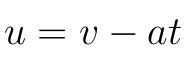 u = v − at